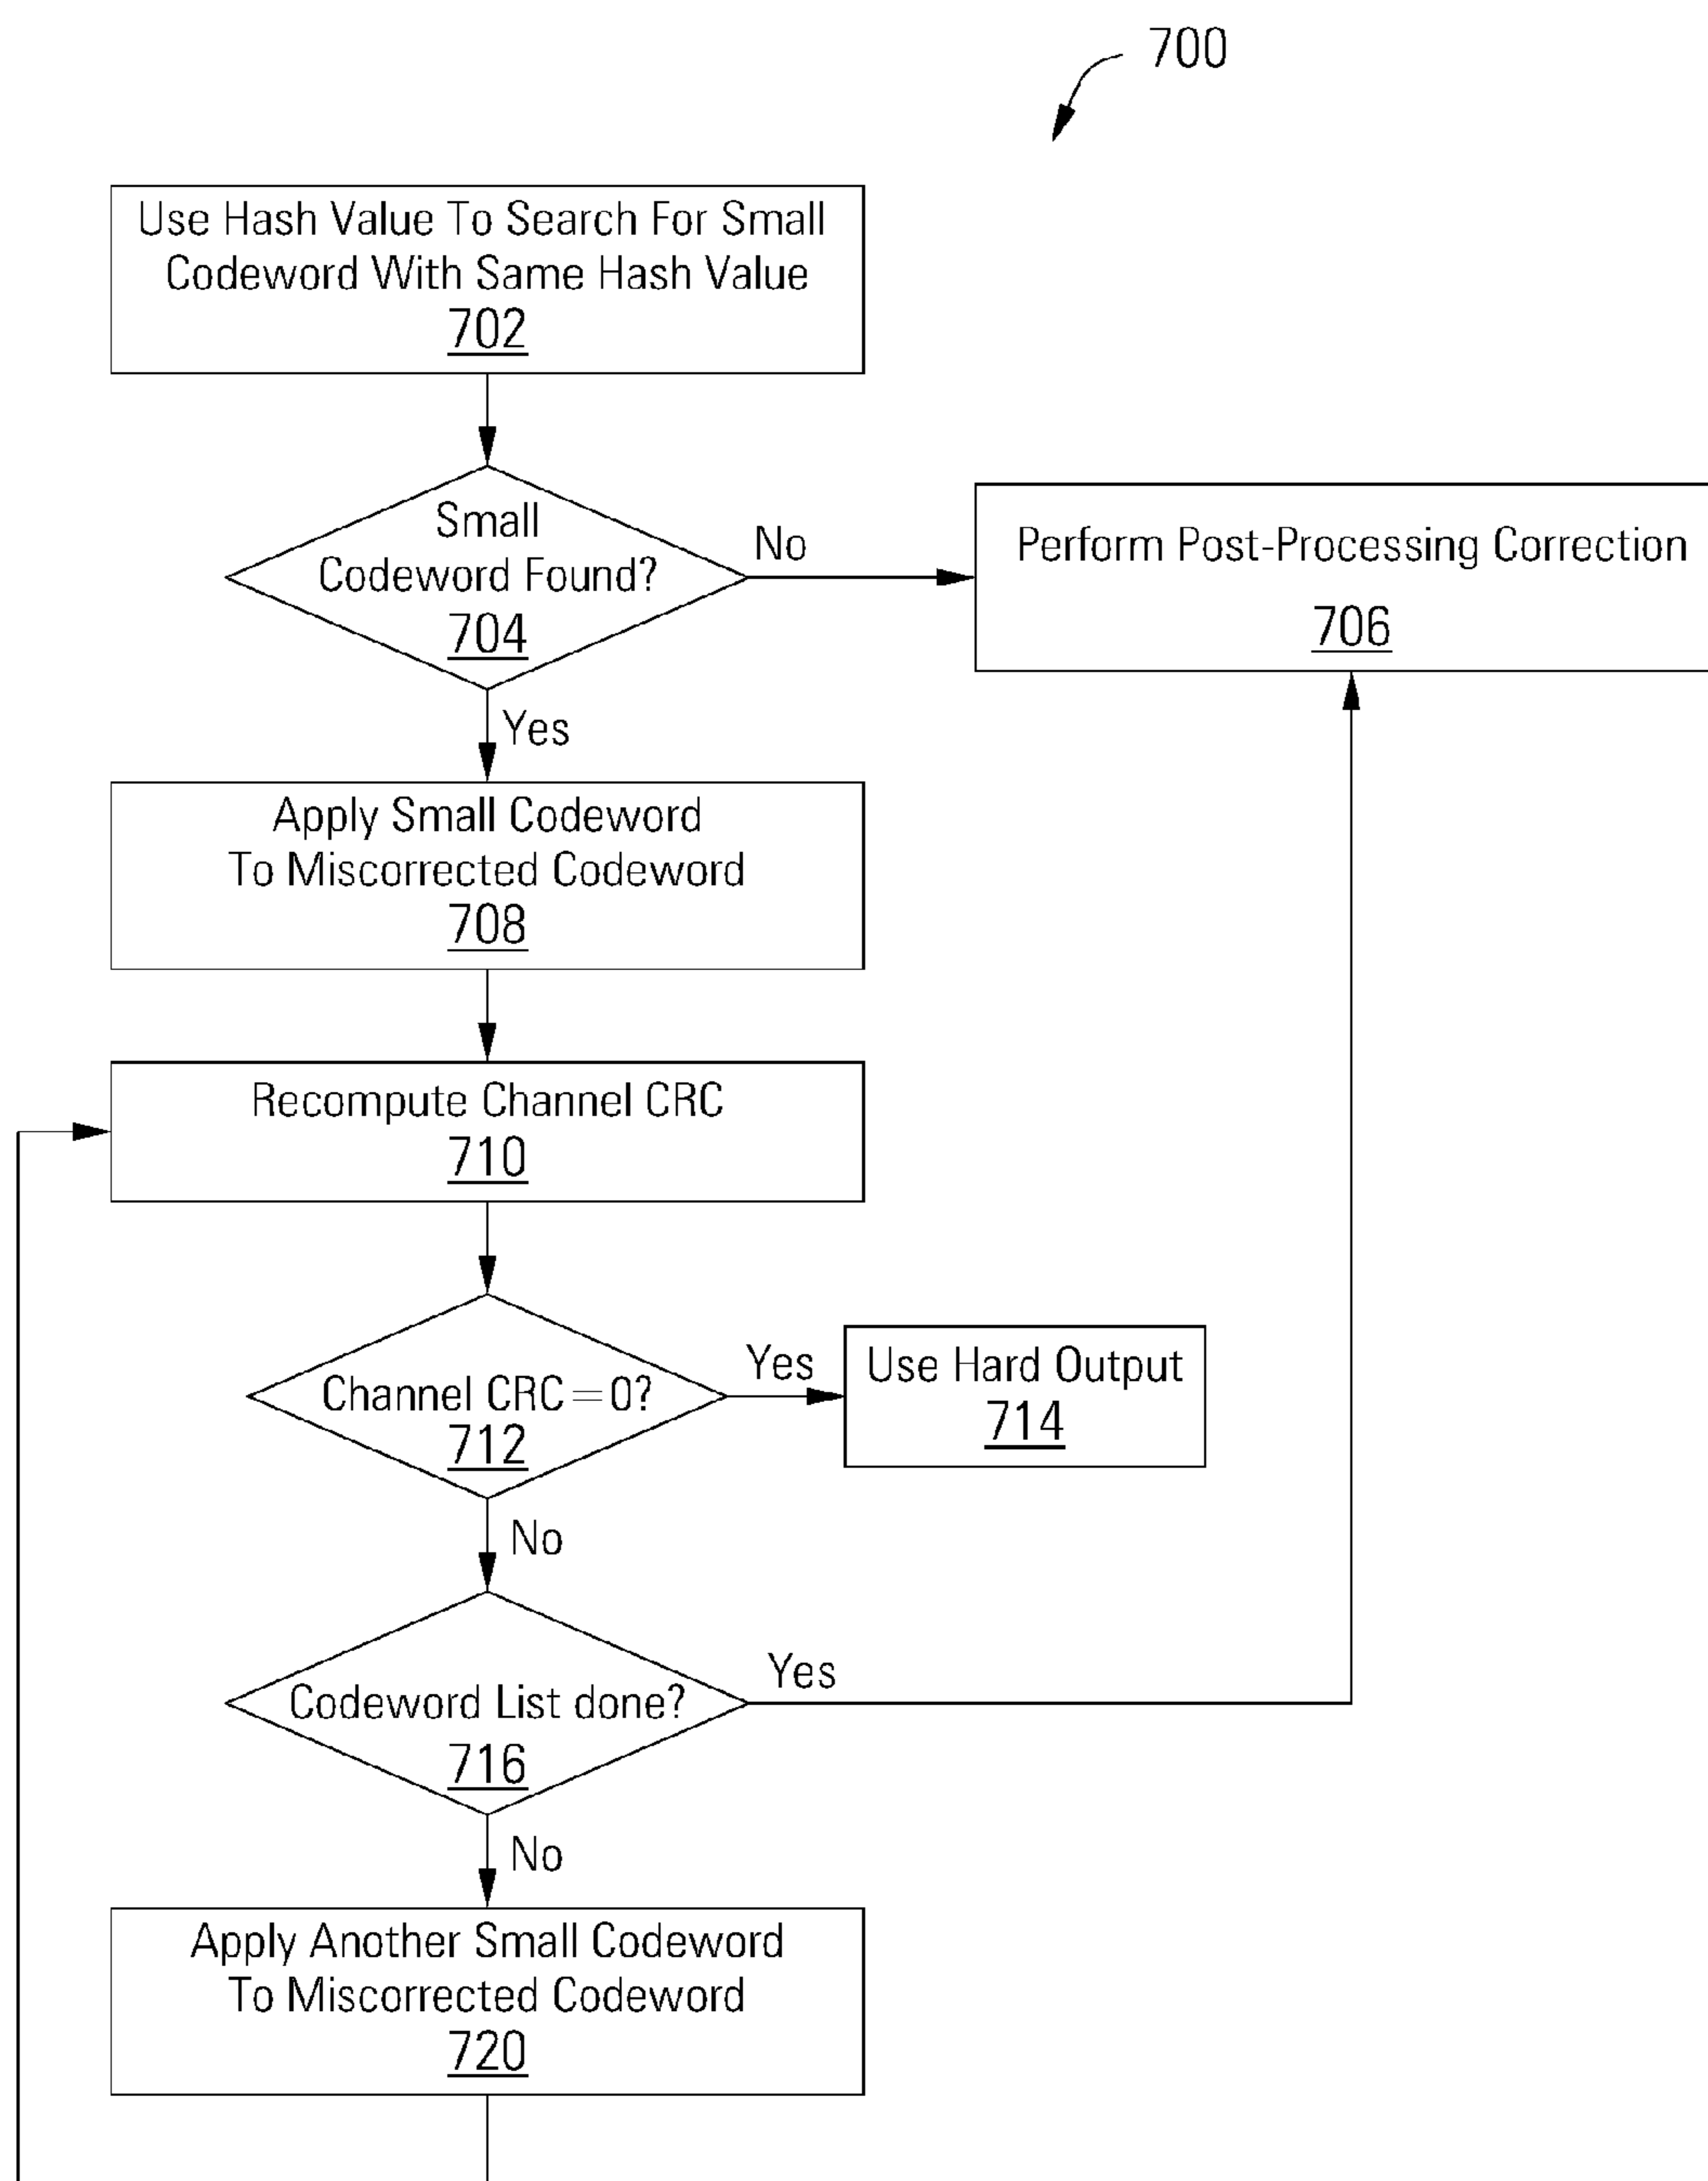 700
Use Hash Value To Search For Small
Codeword With Same Hash Value
702
Small
Codeword Found?
704
No
Perform Post-Processing Correction
706
Yes
Apply Small Codeword
To Miscorrected Codeword
708
Recompute Channel CRC
710
Channel CRC=0?
712
Yes
Use Hard Output
714
No
Codeword List done?
716
Yes
No
Apply Another Small Codeword
To Miscorrected Codeword
720